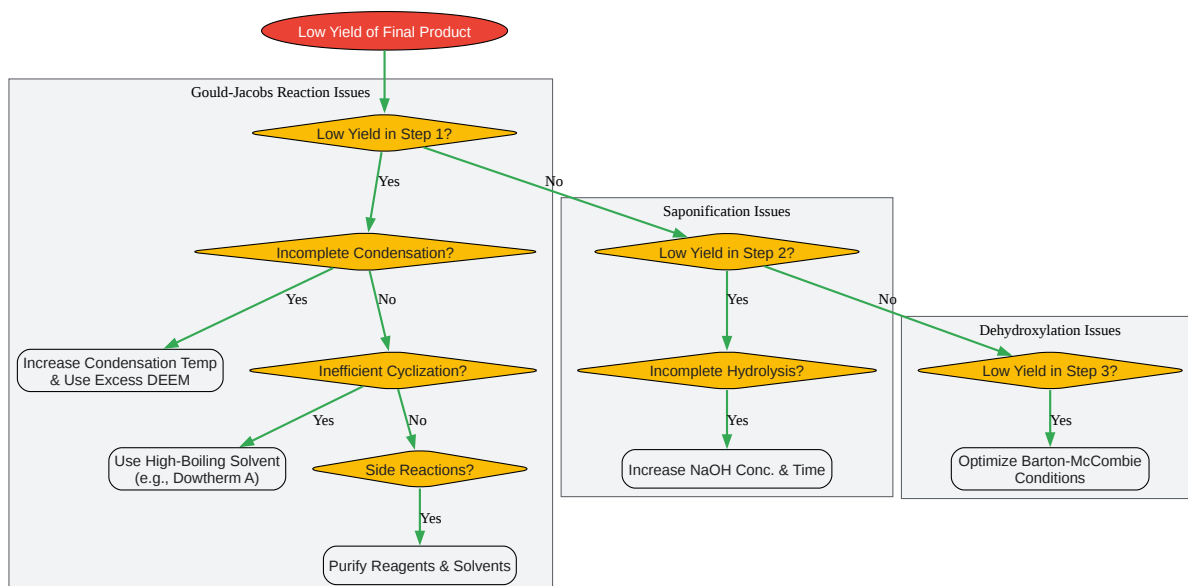 Low Yield of Final Product
Gould-Jacobs Reaction Issues
Low Yield in Step 1?
Yes
No
Saponification Issues
Incomplete Condensation?
Low Yield in Step 2?
Yes
No
Yes
No
Dehydroxylation Issues
Increase Condensation Temp
& Use Excess DEEM
Inefficient Cyclization?
Incomplete Hydrolysis?
Low Yield in Step 3?
Yes
No
Yes
Yes
Use High-Boiling Solvent
(e.g., Dowtherm A)
Side Reactions?
Increase NaOH Conc. & Time
Optimize Barton-McCombie
Conditions
Yes
Purify Reagents & Solvents